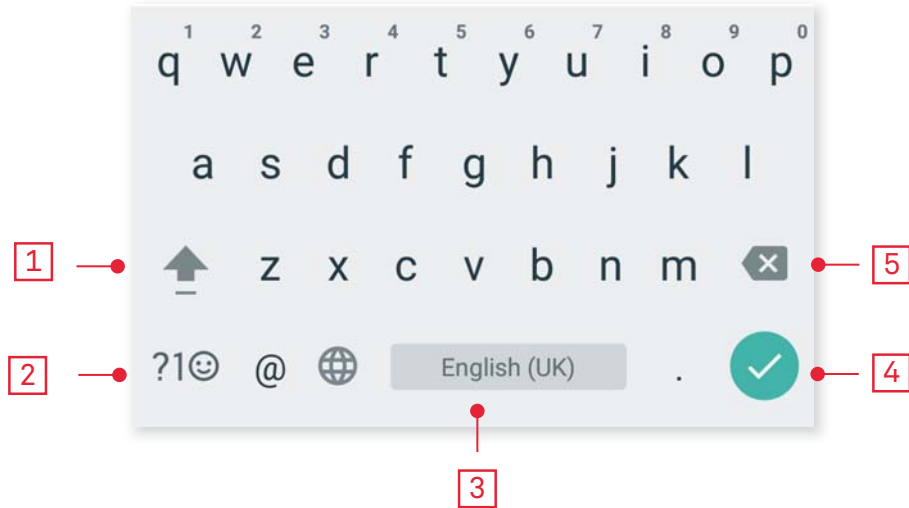 1 2 3 4 5 6 7 8 9 0
q w e r t y u i o p
a s d f g h j k l
1 z x c v b n m 5
2 ?1☺ @ English (UK) . 4
3